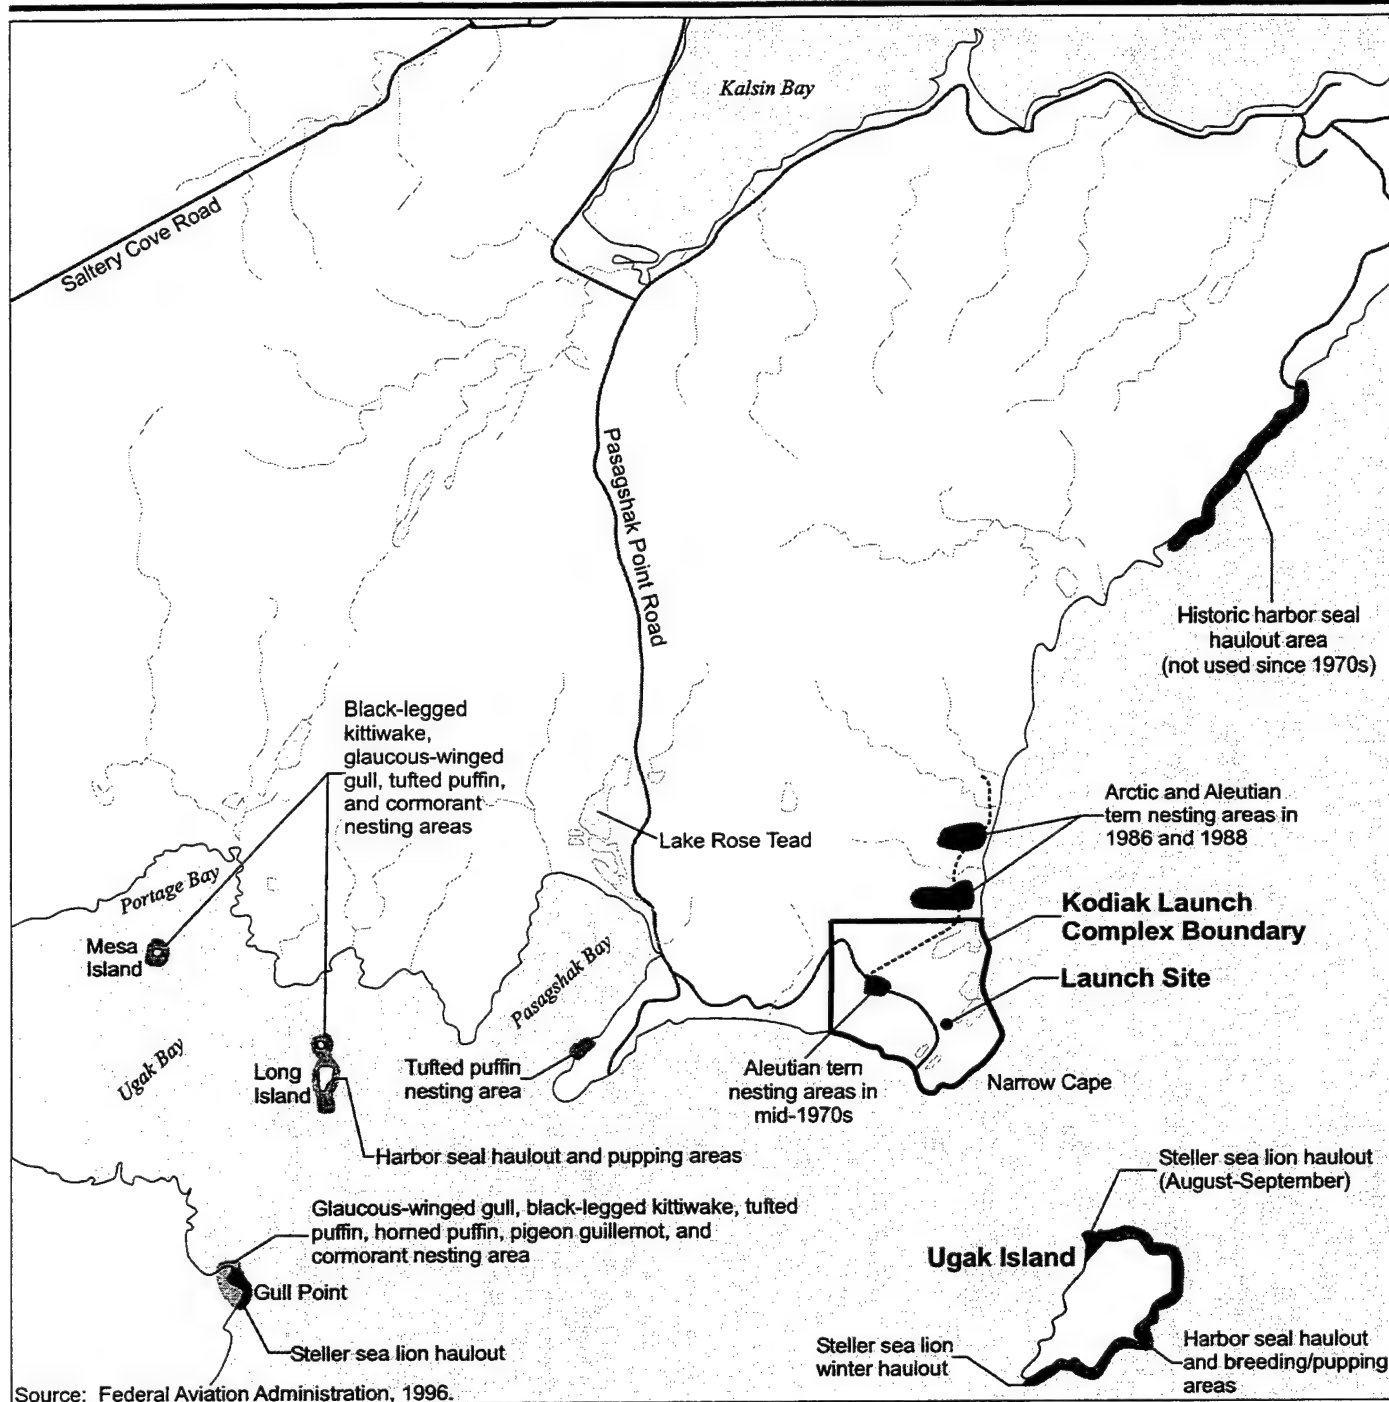 Kalsin Bay
Saltery Cove Road
Pasagshak Point Road
Historic harbor seal
haulout area
(not used since 1970s)
Black-legged
kittiwake,
glaucous-winged
gull, tufted puffin,
and cormorant
nesting areas
Lake Rose Tead
Arctic and Aleutian
tern nesting areas in
1986 and 1988
Portage Bay
Mesa
Island
Kodiak Launch
Complex Boundary
Launch Site
Pasagshak Bay
Ugak Bay
Long
Island
Tufted puffin
nesting area
Aleutian tern
nesting areas in
mid-1970s
Narrow Cape
Harbor seal haulout and pupping areas
Steller sea lion haulout
(August-September)
Glaucous-winged gull, black-legged kittiwake, tufted
puffin, horned puffin, pigeon guillemot, and
cormorant nesting area
Ugak Island
Gull Point
Steller sea lion haulout
Steller sea lion
winter haulout
Harbor seal haulout
and breeding/pupping
areas
Source: Federal Aviation Administration, 1996.